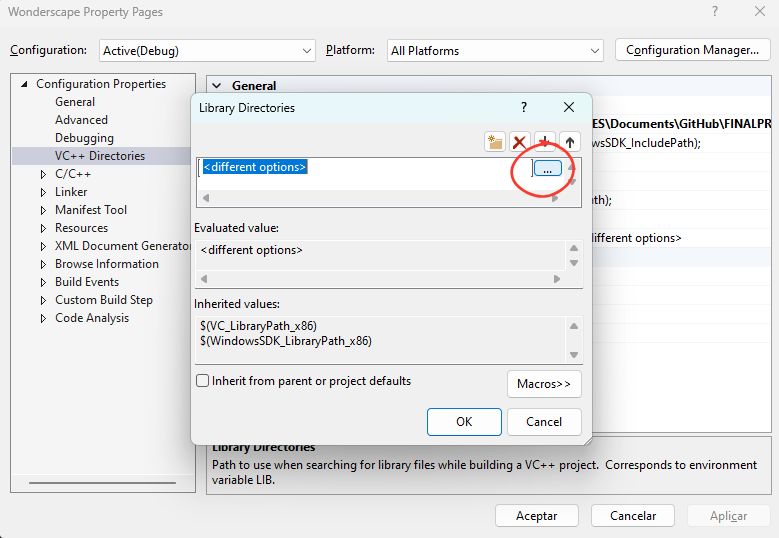 Wonderscape Property Pages
Configuration: Active(Debug) Platform: All Platforms Configuration Manager...
Configuration Properties
General
Advanced
Debugging
VC++ Directories
C/C++
Linker
Manifest Tool
Resources
XML Document Generator
Browse Information
Build Events
Custom Build Step
Code Analysis
General
ES\Documents\GitHub\FINALPR
wsSDK_IncludePath);
th);
different options>
Library Directories
?
...
<different options>
Evaluated value:
<different options>
Inherited values:
$(VC_LibraryPath_x86)
$(WindowsSDK_LibraryPath_x86)
Inherit from parent or project defaults
Macros>>
OK Cancel
Library Directories
Path to use when searching for library files while building a VC++ project. Corresponds to environment
variable LIB.
Aceptar Cancelar Aplicar